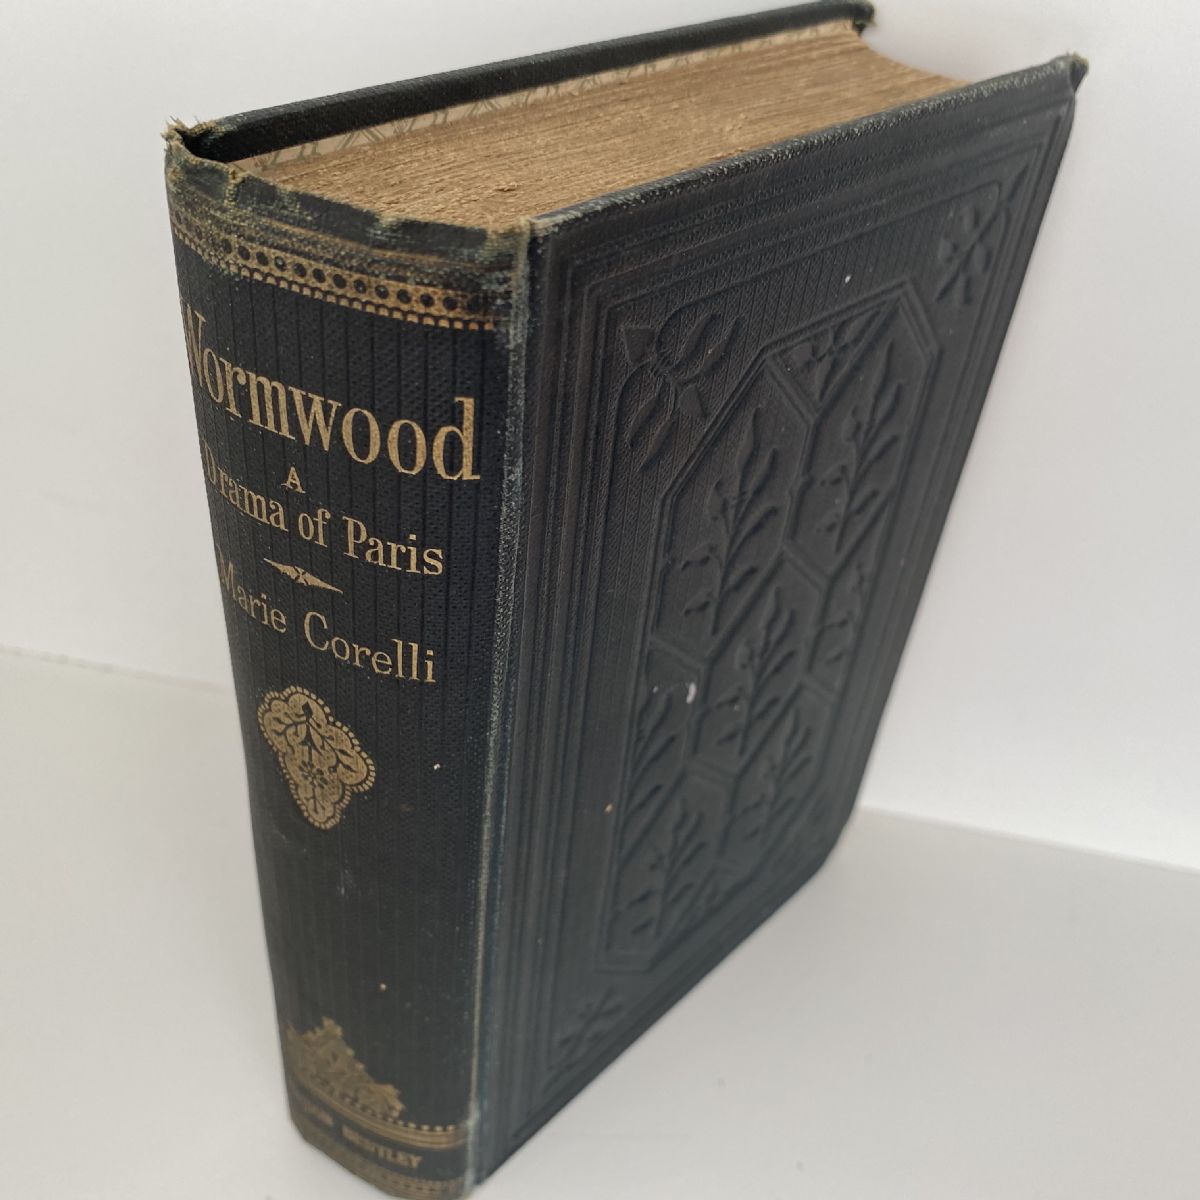 Wormwood
A
Drama of Paris
Marie Corelli
BENTLEY